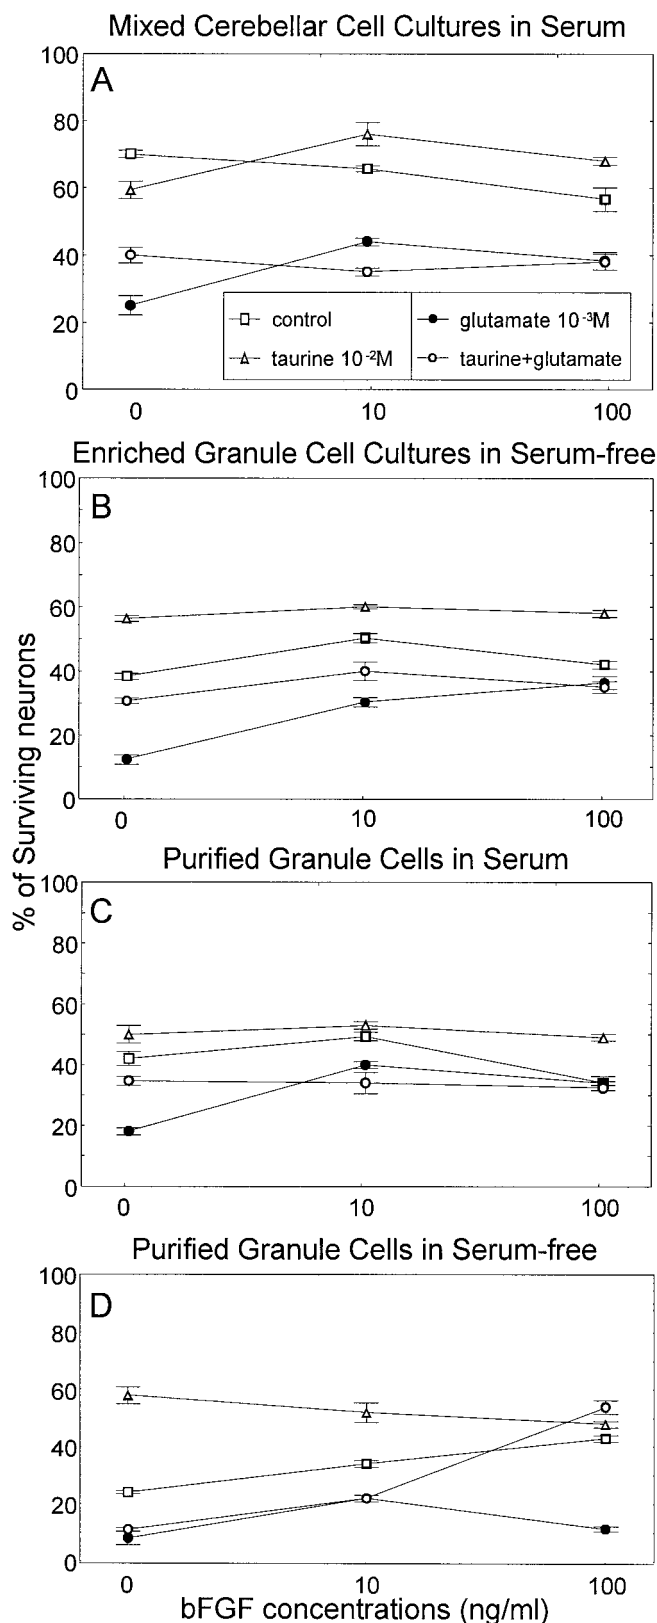 Mixed Cerebellar Cell Cultures in Serum
A
100
80
60
40
20
0
control
glutamate 10⁻³M
taurine 10⁻²M
taurine+glutamate
0 10 100
Enriched Granule Cell Cultures in Serum-free
B
100
80
60
40
20
0
0 10 100
% of Surviving neurons
Purified Granule Cells in Serum
C
100
80
60
40
20
0
0 10 100
Purified Granule Cells in Serum-free
D
100
80
60
40
20
0
0 10 100
bFGF concentrations (ng/ml)